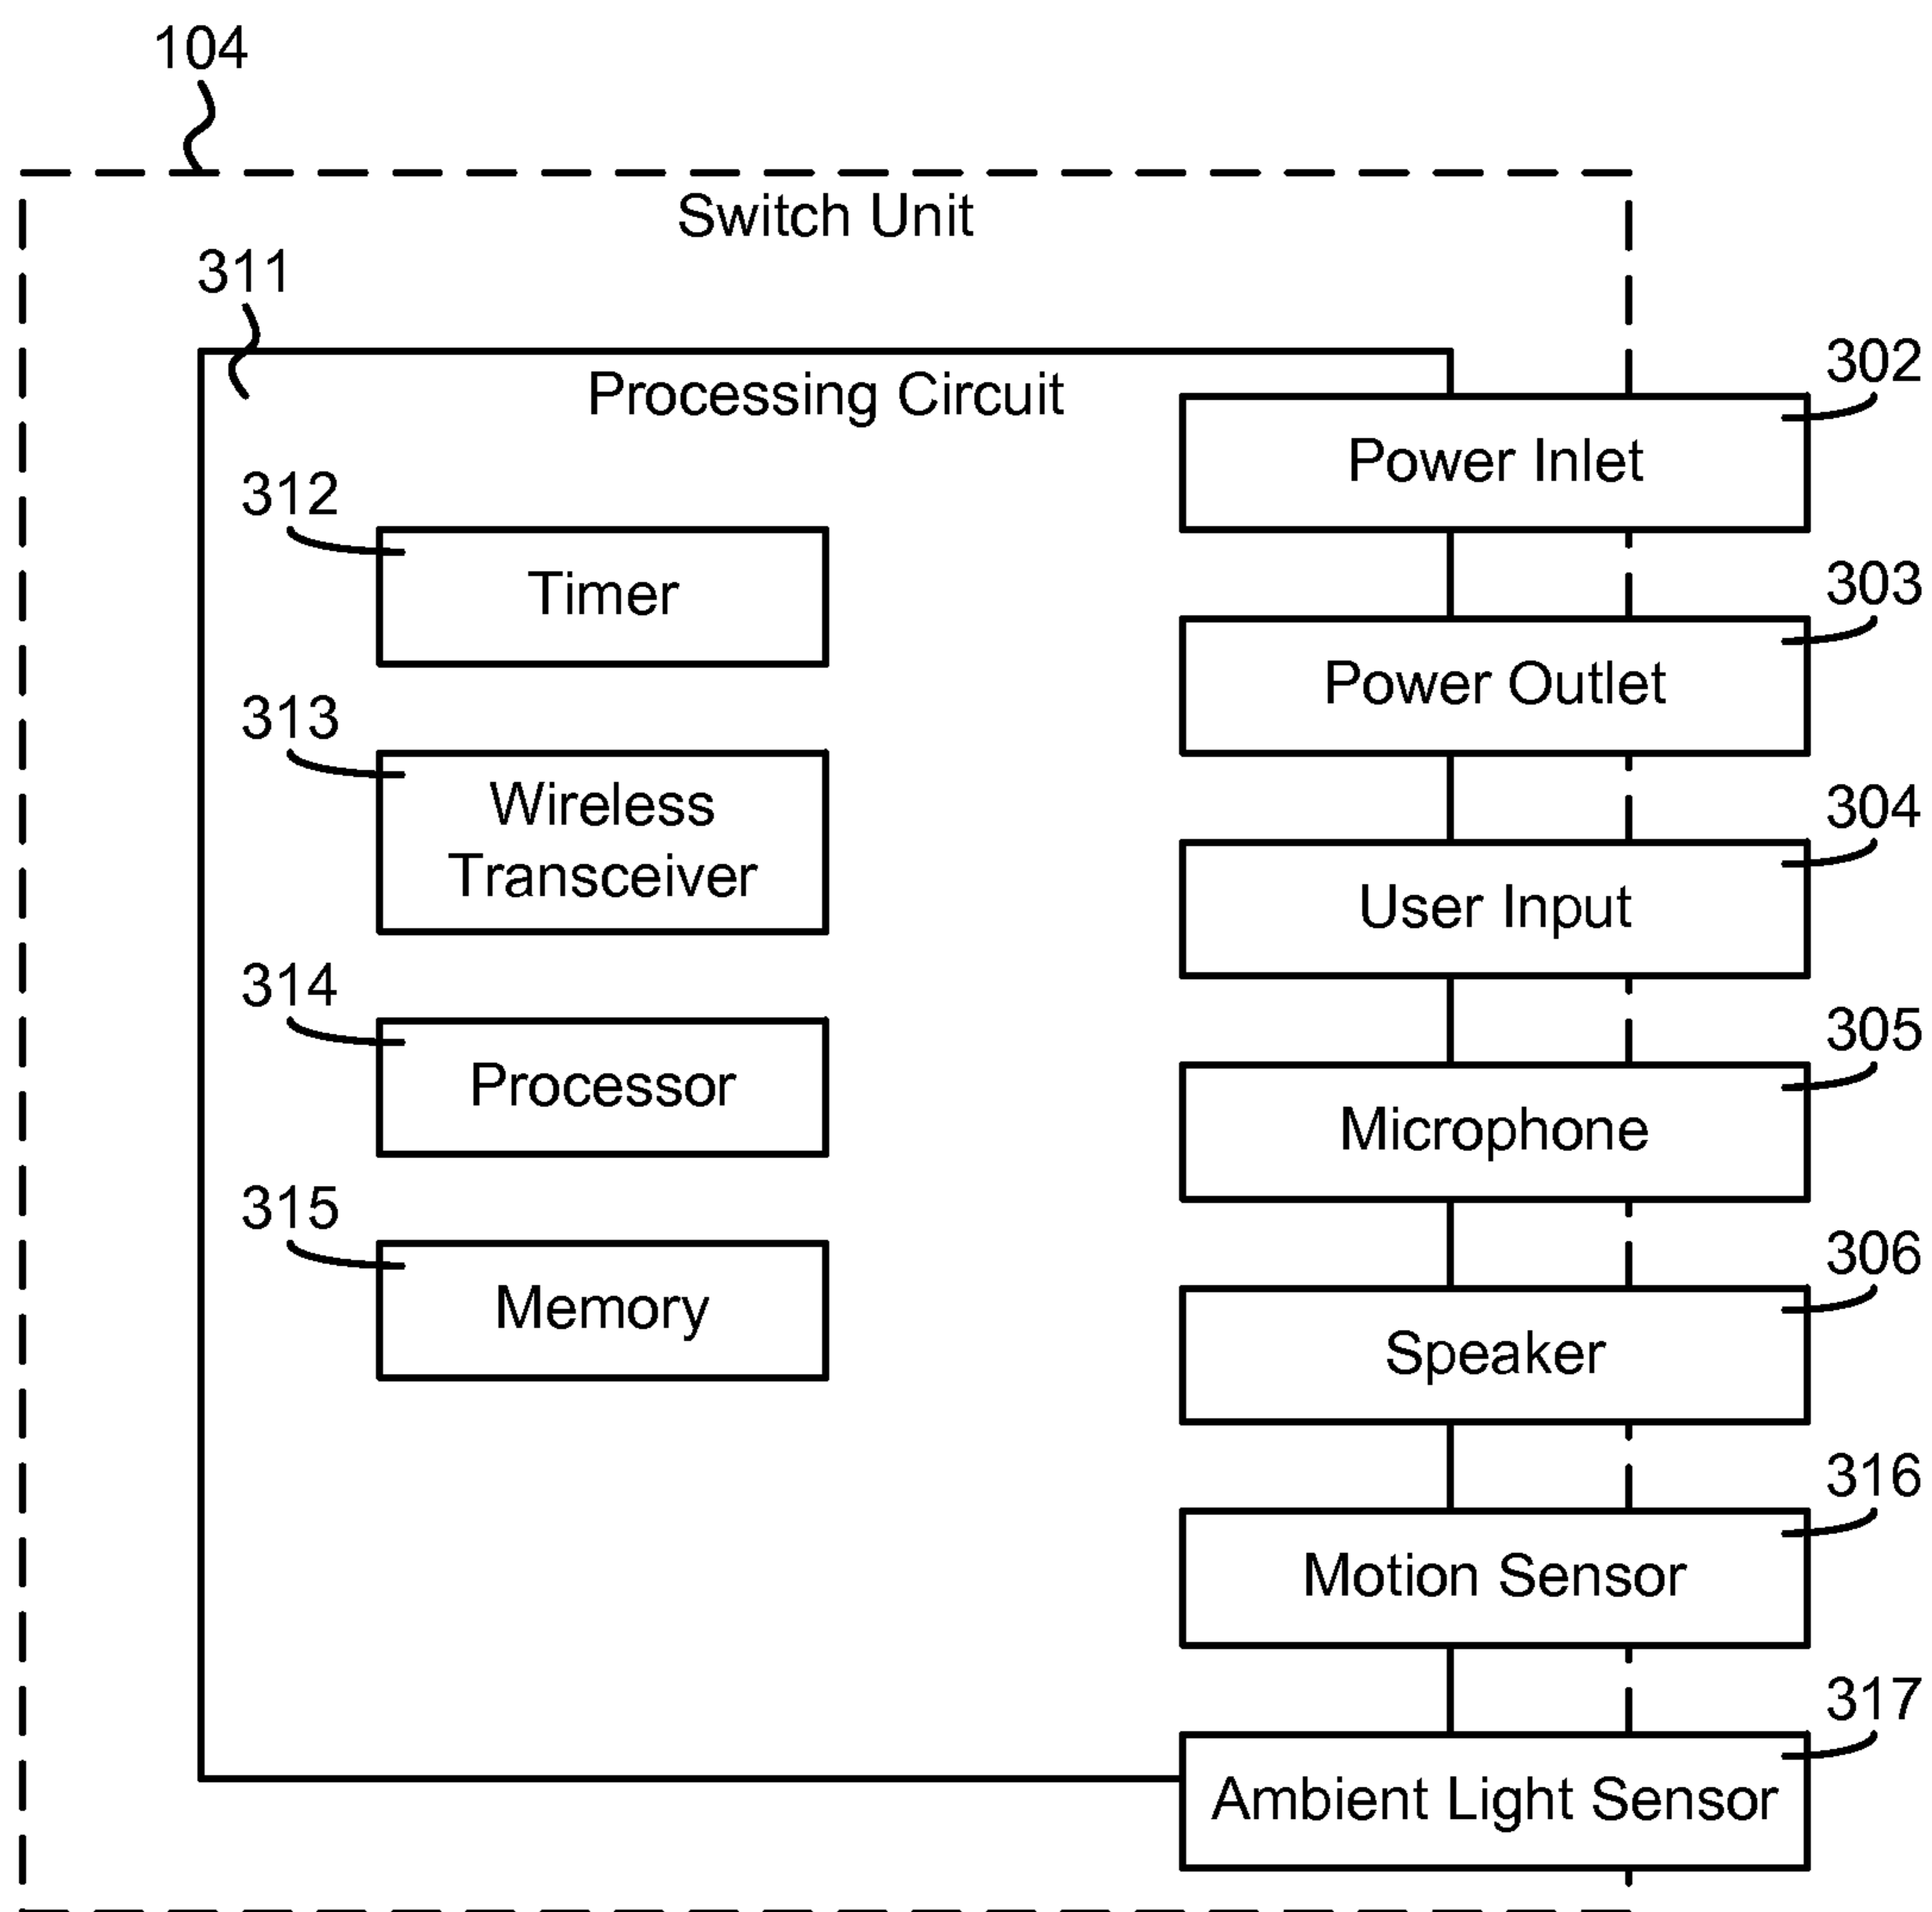 104
Switch Unit
311
Processing Circuit
302
Power Inlet
312
Timer
303
Power Outlet
313
Wireless
Transceiver
304
User Input
314
Processor
305
Microphone
315
Memory
306
Speaker
316
Motion Sensor
317
Ambient Light Sensor